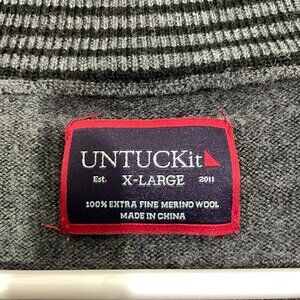 UNTUCKit
Est. X-LARGE 2011
100% EXTRA FINE MERINO WOOL
MADE IN CHINA